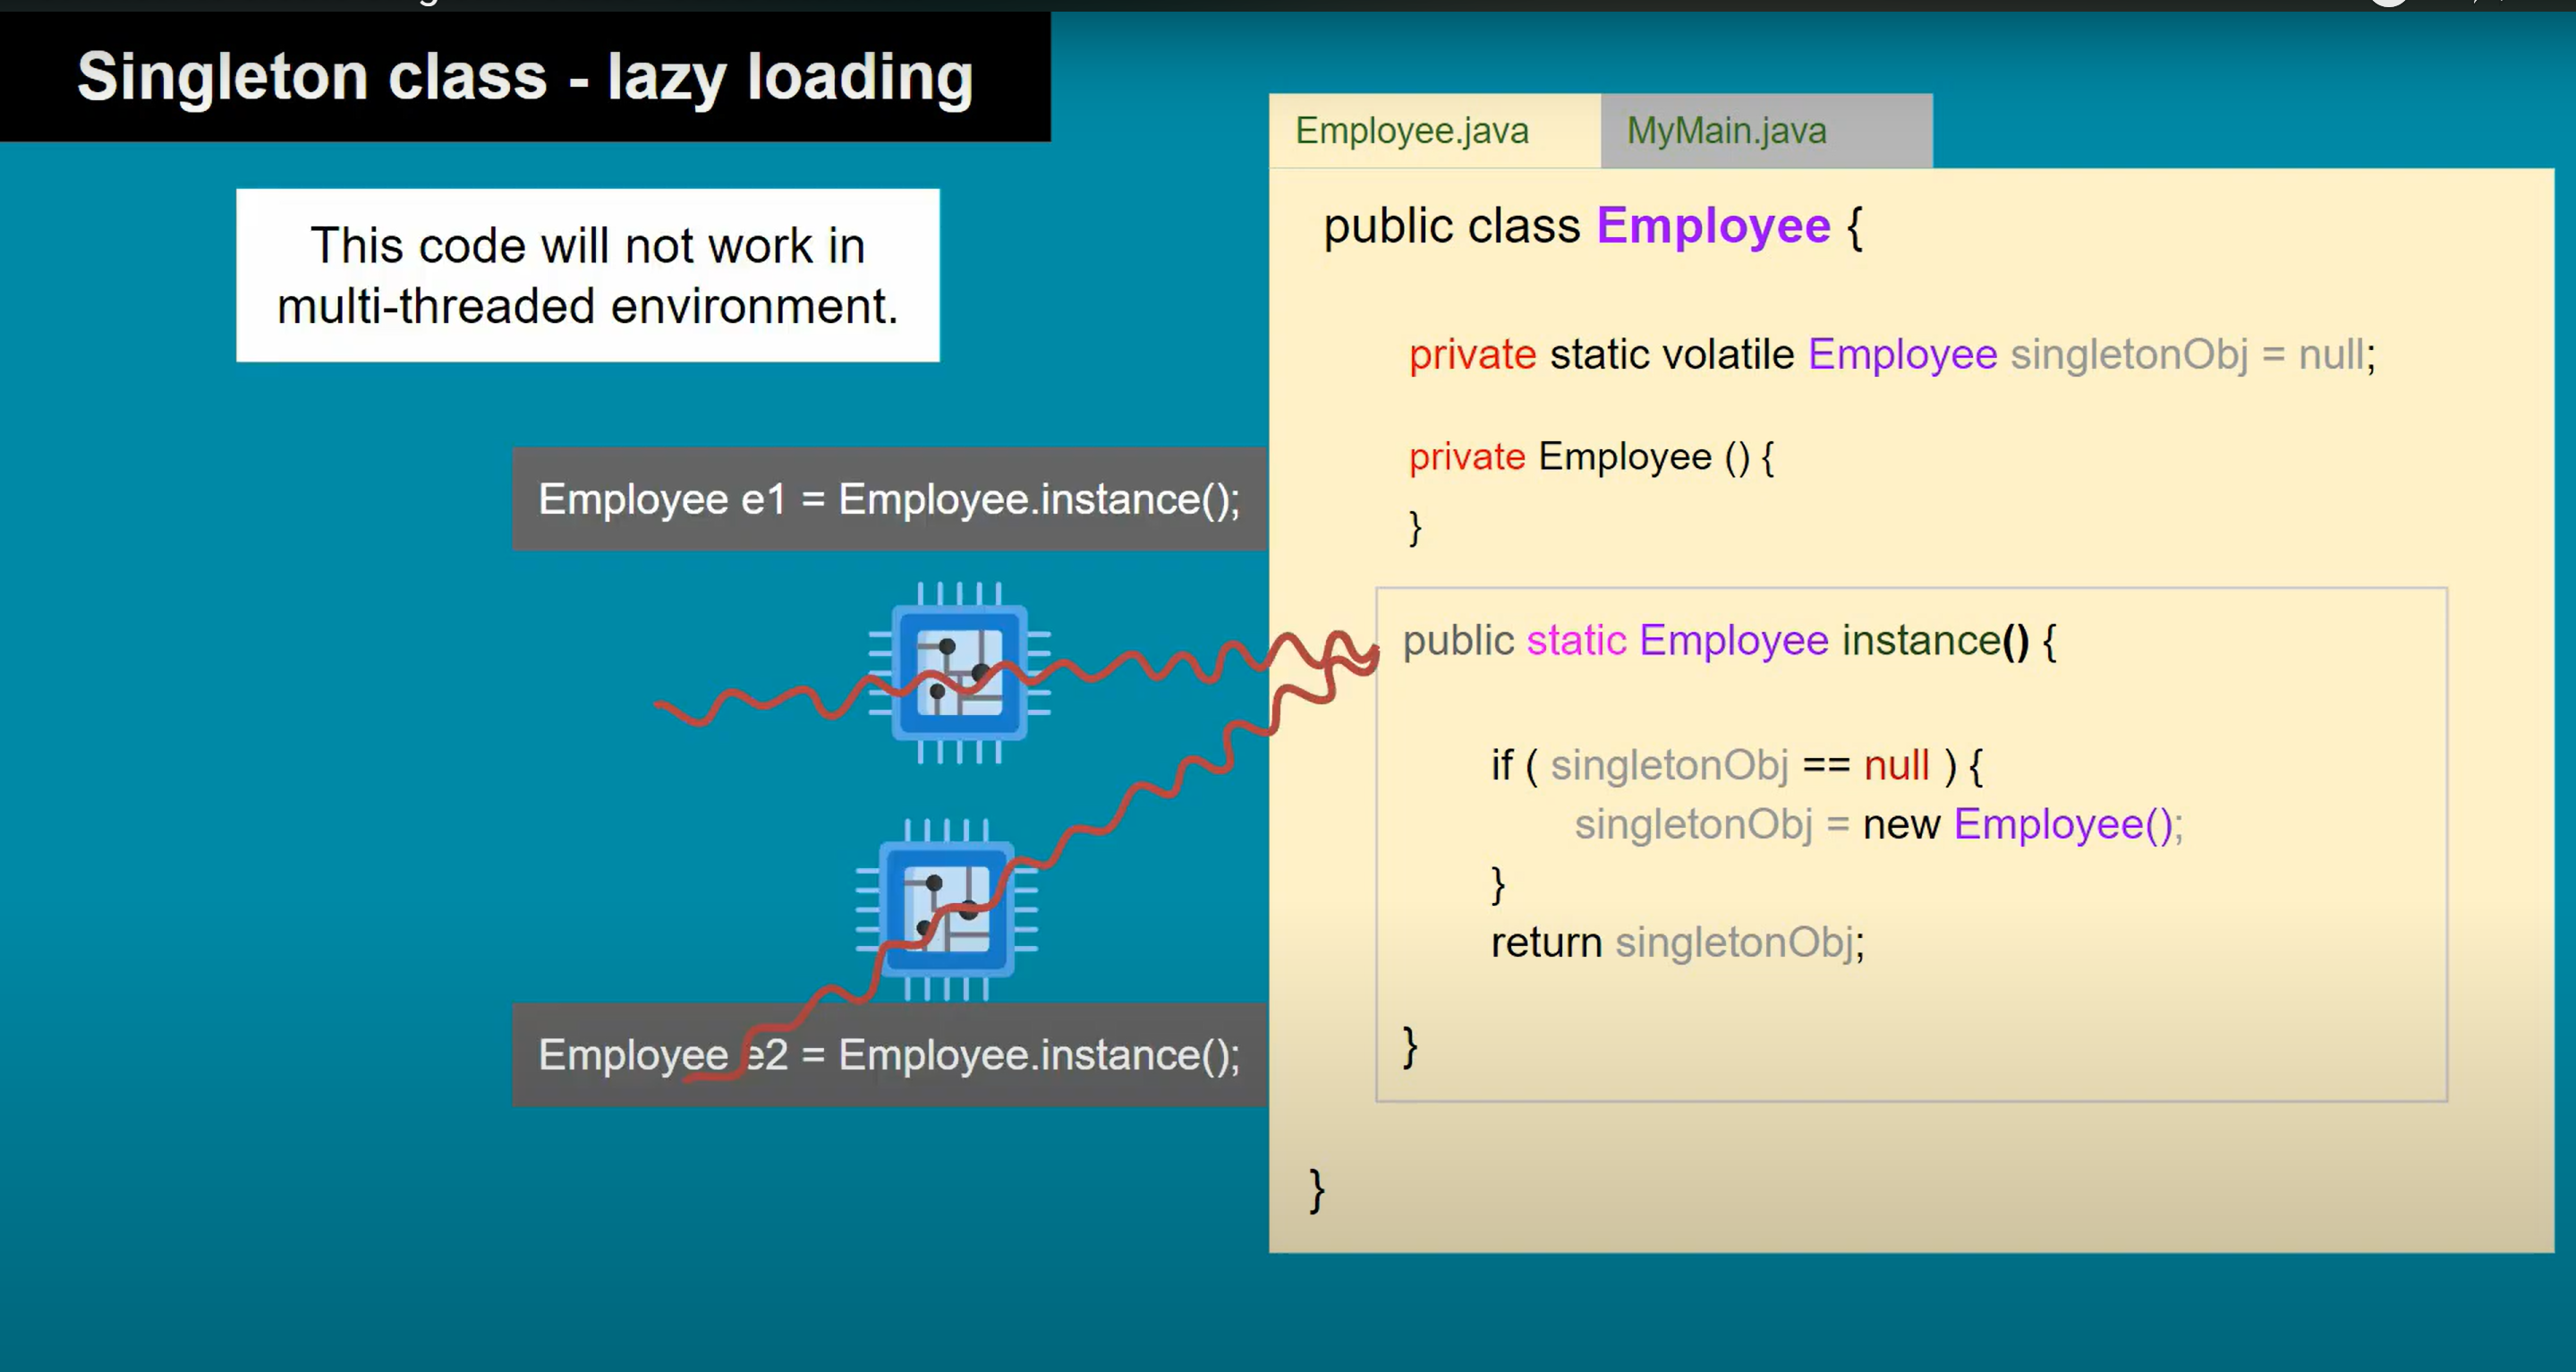 Singleton class - lazy loading
This code will not work in
multi-threaded environment.
Employee e1 = Employee.instance();
Employee e2 = Employee.instance();
Employee.java
MyMain.java
public class Employee {
private static volatile Employee singletonObj = null;
private Employee () {
}
public static Employee instance() {
if ( singletonObj == null ) {
singletonObj = new Employee();
}
return singletonObj;
}
}